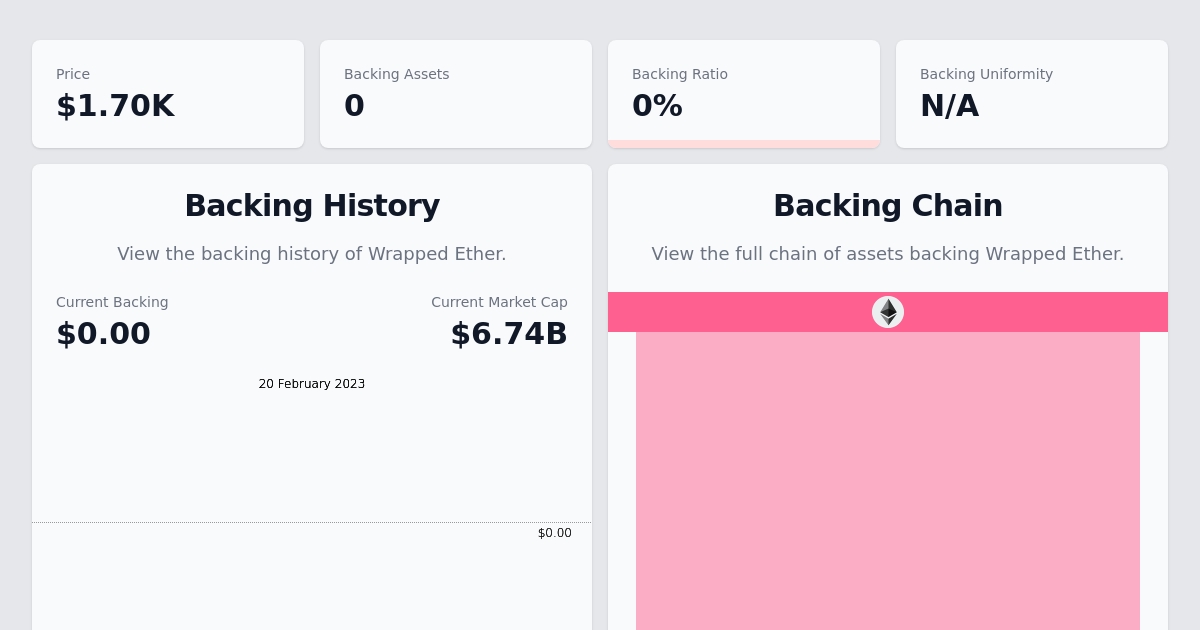 Price
$1.70K
Backing Assets
0
Backing Ratio
0%
Backing Uniformity
N/A
Backing History
View the backing history of Wrapped Ether.
Current Backing
$0.00
Current Market Cap
$6.74B
20 February 2023
$0.00
Backing Chain
View the full chain of assets backing Wrapped Ether.